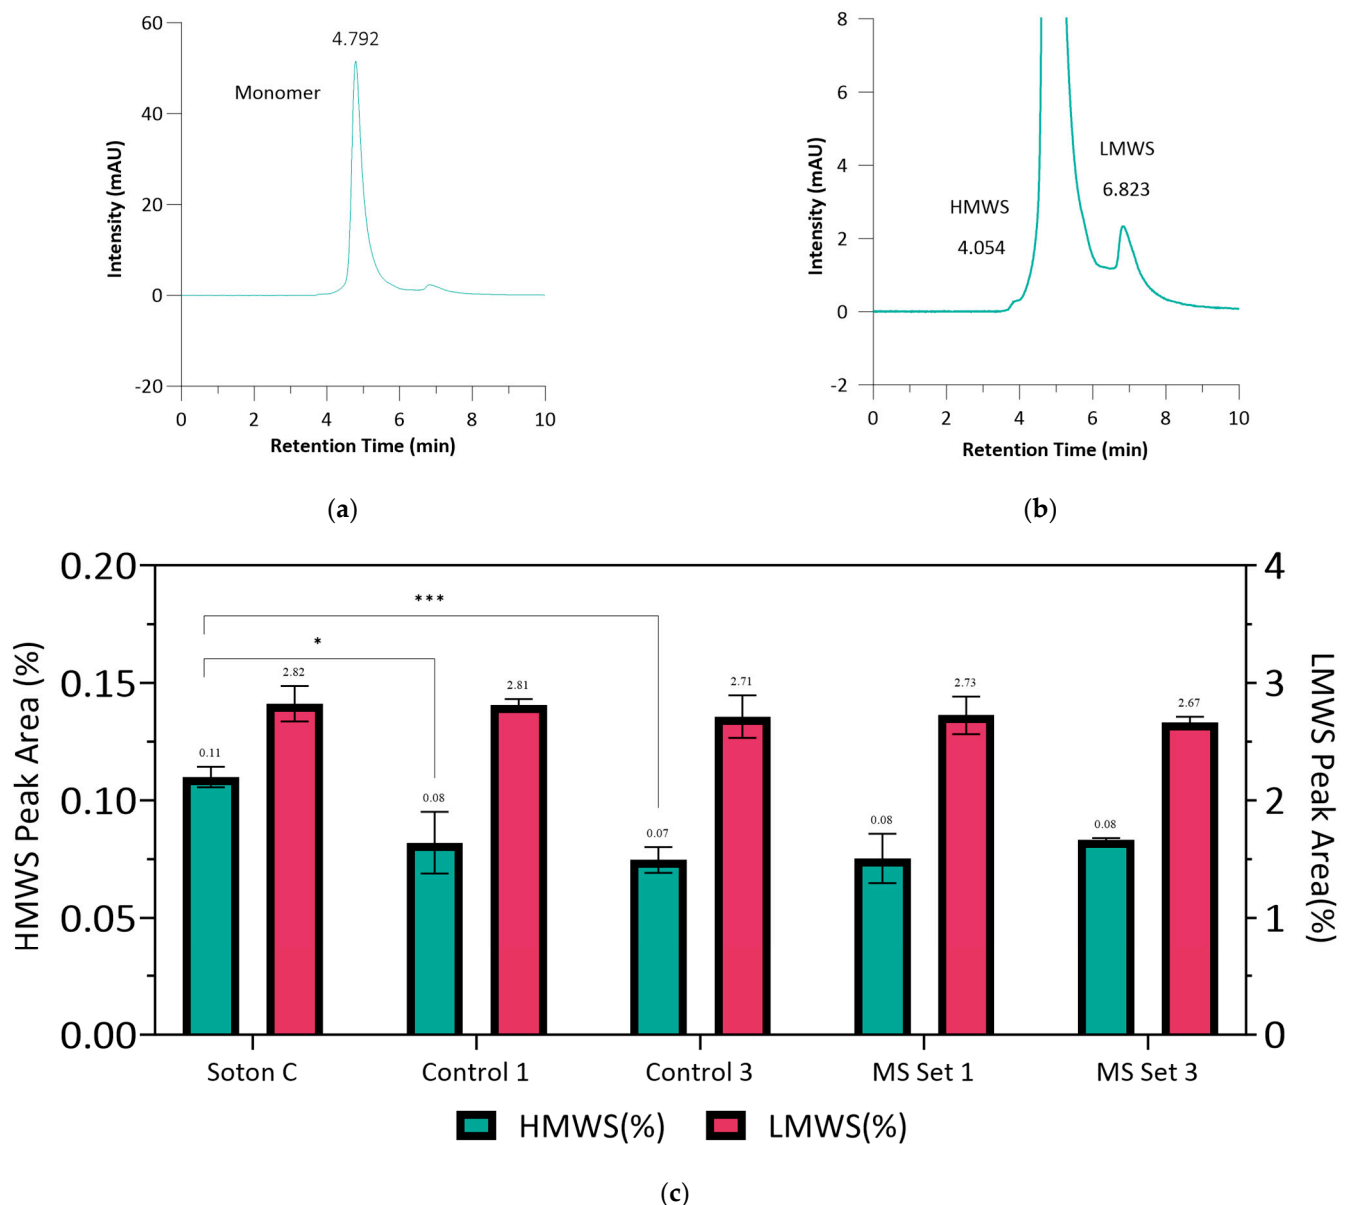 60
4.792
Monomer
40
20
0
-20
Intensity (mAU)
0 2 4 6 8 10
Retention Time (min)
(a)
8
6
LMWS
6.823
4
HMWS
4.054
2
0
-2
Intensity (mAU)
0 2 4 6 8 10
Retention Time (min)
(b)
HMWS Peak Area (%)
0.20
0.15
0.10
0.05
0.00
***
*
0.11 2.82 0.08 2.81 0.07 2.71 0.08 2.73 0.08 2.67
4
3
2
1
0
LMWS Peak Area(%)
Soton C Control 1 Control 3 MS Set 1 MS Set 3
HMWS(%) LMWS(%)
(c)